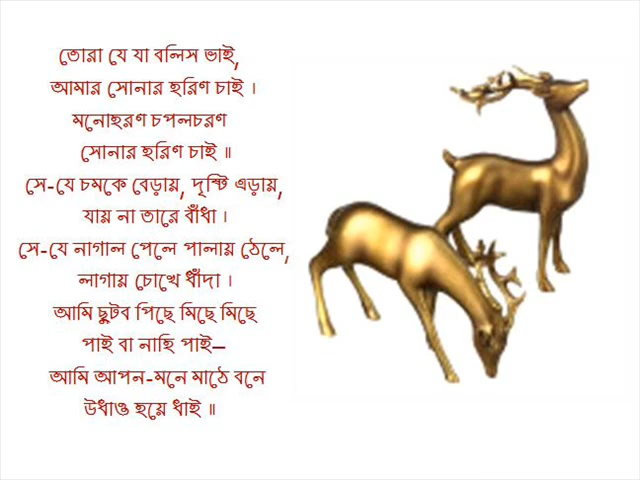 তোরা যে যা বলিস ভাই,
আমার সোনার হরিণ চাই ।
মনোহরণ চপলচরণ
সোনার হরিণ চাই ॥
সে-যে চমকে বেড়ায়, দৃষ্টি এড়ায়,
যায় না তারে বাঁধা ।
সে-যে নাগাল পেলে পালায় ঠেলে,
লাগায় চোখে ধাঁদা ।
আমি ছুটব পিছে মিছে মিছে
পাই বা নাহি পাই—
আমি আপন-মনে মাঠে বনে
উধাও হয়ে ধাই ॥